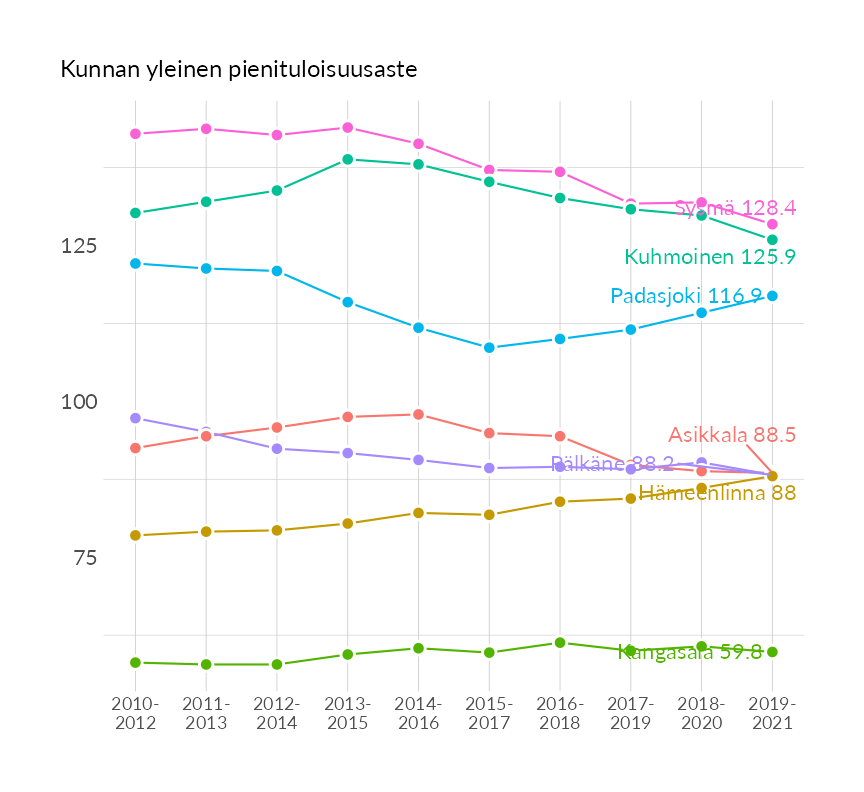 Kunnan yleinen pienituloisuusaste
Sysmä 128.4
125
Kuhmoinen 125.9
Padasjoki 116.9
100
Asikkala 88.5
Pälkäne 88.2
Hämeenlinna 88
75
Kangasala 59.8
2010-
2012
2011-
2013
2012-
2014
2013-
2015
2014-
2016
2015-
2017
2016-
2018
2017-
2019
2018-
2020
2019-
2021